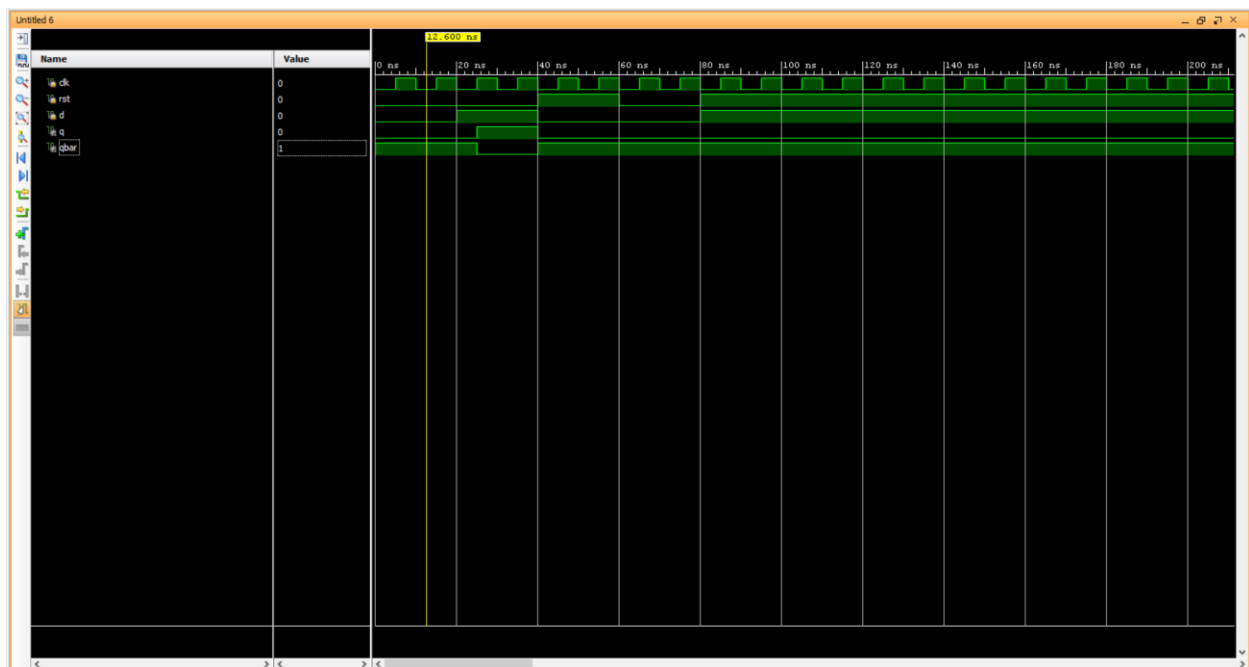 Untitled 6
12.600 ns
Name Value
0 ns 20 ns 40 ns 60 ns 80 ns 100 ns 120 ns 140 ns 160 ns 180 ns 200 ns
clk 0
rst 0
d 0
q 0
qbar 1